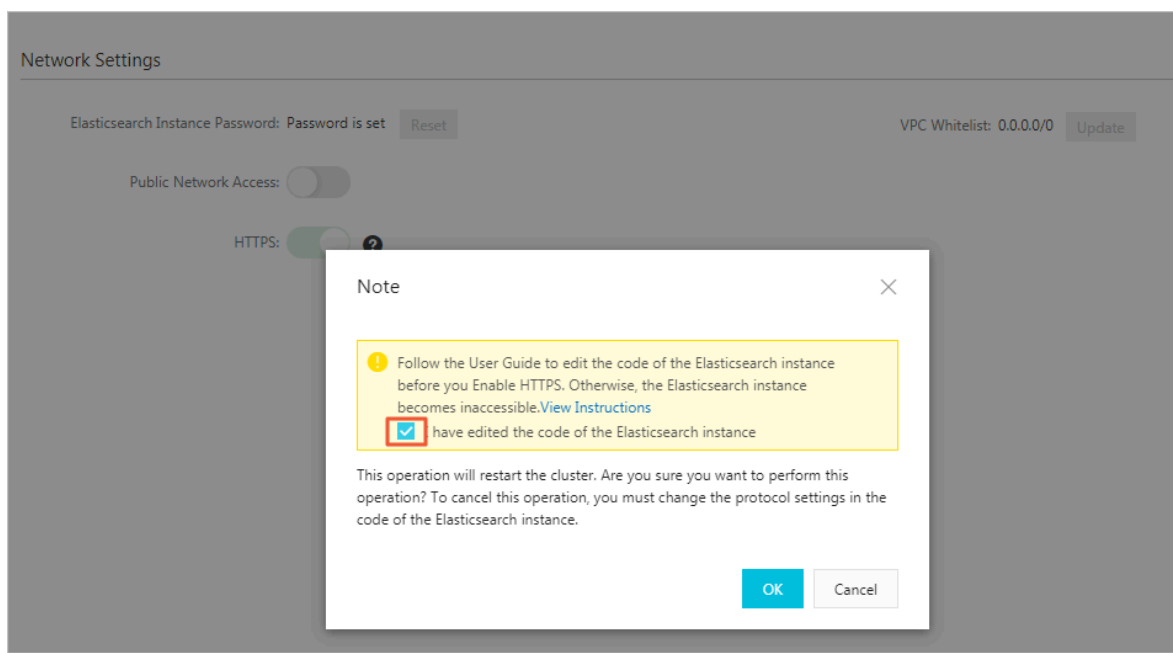 Network Settings
Elasticsearch Instance Password: Password is set Reset
VPC Whitelist: 0.0.0.0/0 Update
Public Network Access:
HTTPS: ?
Note
Follow the User Guide to edit the code of the Elasticsearch instance
before you Enable HTTPS. Otherwise, the Elasticsearch instance
becomes inaccessible.View Instructions
have edited the code of the Elasticsearch instance
This operation will restart the cluster. Are you sure you want to perform this
operation? To cancel this operation, you must change the protocol settings in the
code of the Elasticsearch instance.
OK Cancel